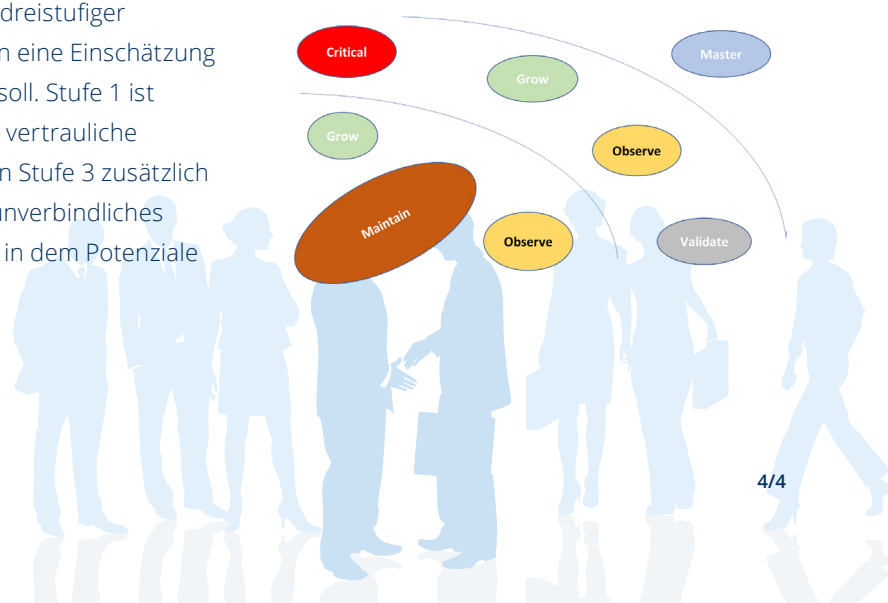 dreistufiger
eine Einschätzung
soll. Stufe 1 ist
vertrauliche
Stufe 3 zusätzlich
unverbindliches
in dem Potenziale
Critical
Master
Grow
Grow
Observe
Maintain
Observe
Validate
4/4